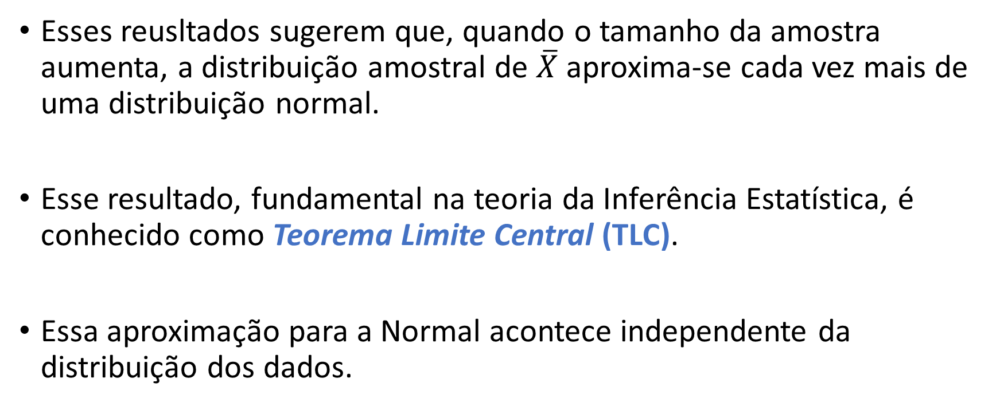 • Esses reusltados sugerem que, quando o tamanho da amostra
aumenta, a distribuição amostral de X̄ aproxima-se cada vez mais de
uma distribuição normal.
• Esse resultado, fundamental na teoria da Inferência Estatística, é
conhecido como Teorema Limite Central (TLC).
• Essa aproximação para a Normal acontece independente da
distribuição dos dados.